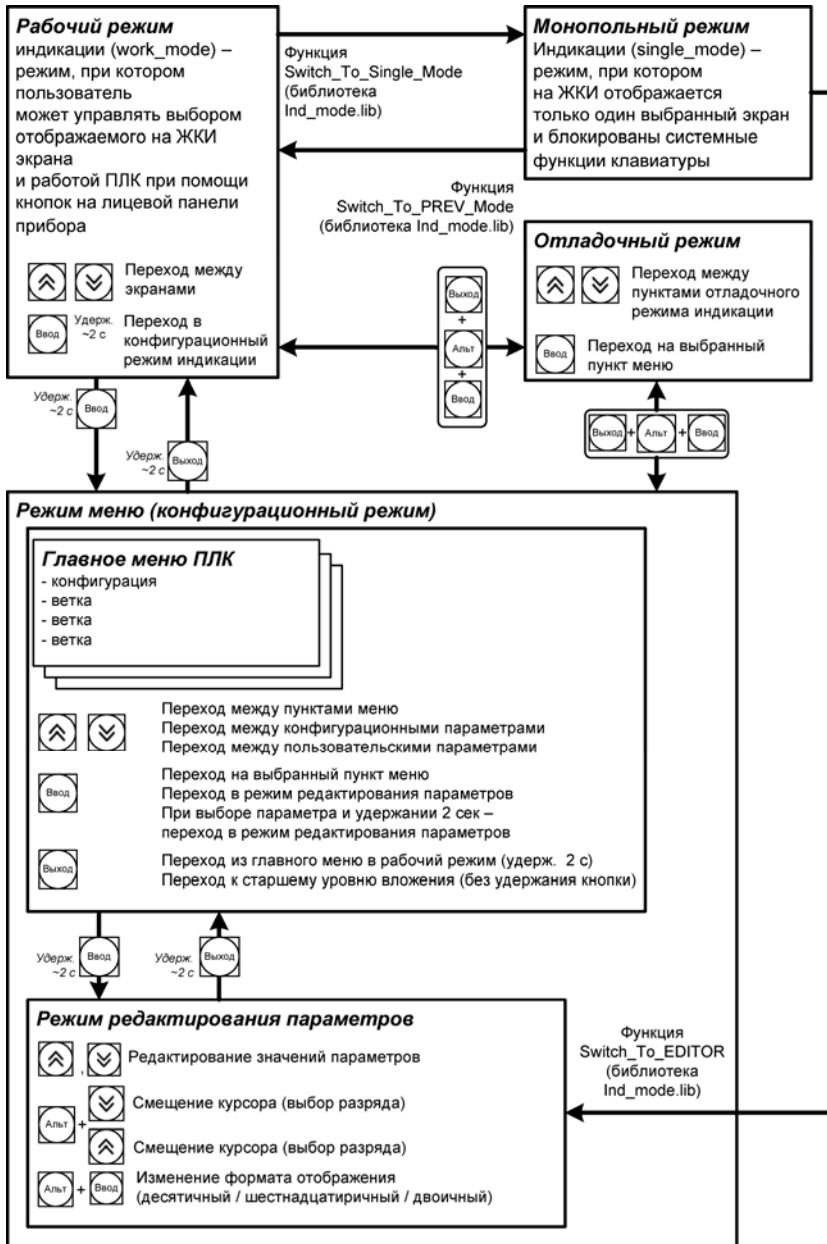 Рабочий режим
индикации (work_mode) –
режим, при котором
пользователь
может управлять выбором
отображаемого на ЖКИ
экрана
и работой ПЛК при помощи
кнопок на лицевой панели
прибора
Переход между
экранами
Ввод
Удерж.
~2 с
Переход в
конфигурационный
режим индикации
Функция
Switch_To_Single_Mode
(библиотека
Ind_mode.lib)
Монопольный режим
Индикации (single_mode) –
режим, при котором
на ЖКИ отображается
только один выбранный экран
и блокированы системные
функции клавиатуры
Функция
Switch_To_PREV_Mode
(библиотека Ind_mode.lib)
Выход
+
Альт
+
Ввод
Отладочный режим
Переход между
пунктами отладочного
режима индикации
Ввод
Переход на выбранный
пункт меню
Удерж.
~2 с
Ввод
Удерж.
~2 с
Выход
Выход + Альт + Ввод
Режим меню (конфигурационный режим)
Главное меню ПЛК
- конфигурация
- ветка
- ветка
- ветка
Переход между пунктами меню
Переход между конфигурационными параметрами
Переход между пользовательскими параметрами
Ввод
Переход на выбранный пункт меню
Переход в режим редактирования параметров
При выборе параметра и удержании 2 сек –
переход в режим редактирования параметров
Выход
Переход из главного меню в рабочий режим (удерж. 2 с)
Переход к старшему уровню вложения (без удержания кнопки)
Удерж.
~2 с
Ввод
Удерж.
~2 с
Выход
Режим редактирования параметров
, Редактирование значений параметров
Альт +
Смещение курсора (выбор разряда)
Смещение курсора (выбор разряда)
Альт + Ввод
Изменение формата отображения
(десятичный / шестнадцатиричный / двоичный)
Функция
Switch_To_EDITOR
(библиотека
Ind_mode.lib)